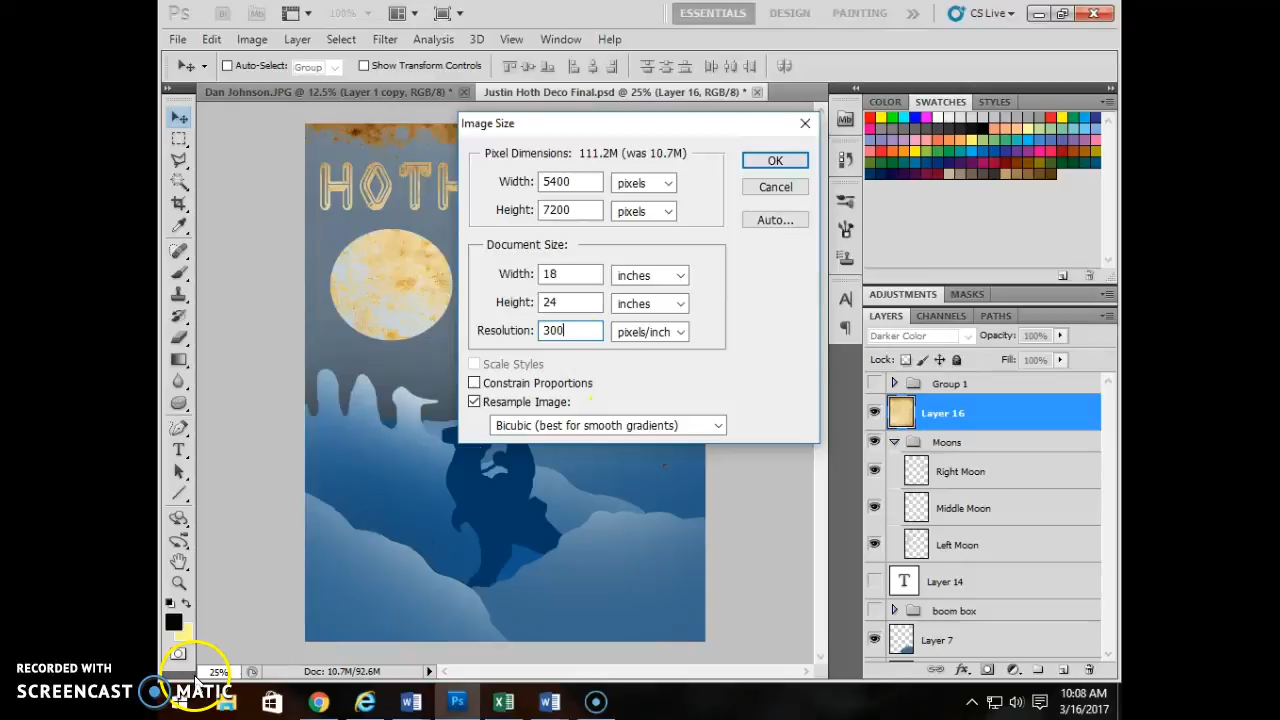 Ps Br Mb 100% ESSENTIALS DESIGN PAINTING CS Live
File Edit Image Layer Select Filter Analysis 3D View Window Help
Auto-Select: Group Show Transform Controls
Dan Johnson.JPG @ 12.5% (Layer 1 copy, RGB/8) * Justin Hoth Deco Final.psd @ 25% (Layer 16, RGB/8) *
COLOR SWATCHES STYLES
Mb
HOTH
Image Size
Pixel Dimensions: 111.2M (was 10.7M)
Width: 5400 pixels
Height: 7200 pixels
OK
Cancel
Auto...
Document Size:
Width: 18 inches
Height: 24 inches
Resolution: 300 pixels/inch
Scale Styles
Constrain Proportions
Resample Image:
Bicubic (best for smooth gradients)
ADJUSTMENTS MASKS
LAYERS CHANNELS PATHS
Darker Color Opacity: 100%
Lock: Fill: 100%
Group 1
Layer 16
Moons
Right Moon
Middle Moon
Left Moon
T Layer 14
boom box
Layer 7
25% Doc: 10.7M/92.6M
RECORDED WITH
SCREENCAST MATIC
10:08 AM
3/16/2017